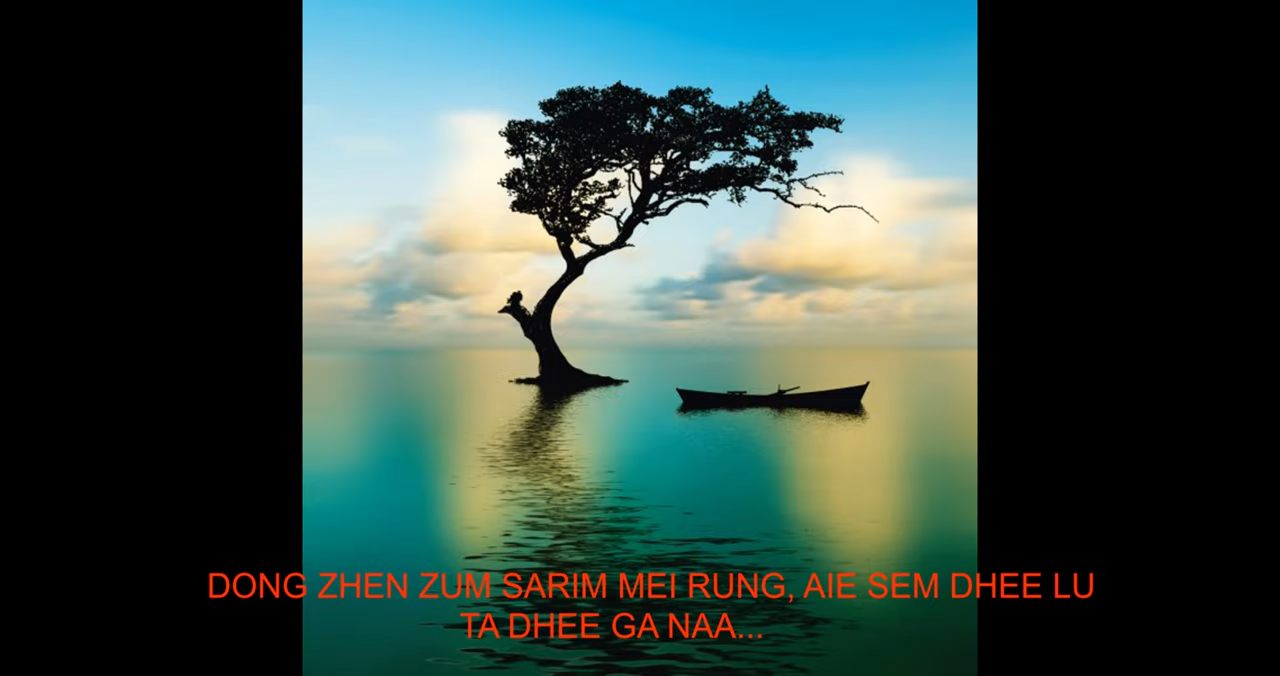 DONG ZHEN ZUM SARIM MEI RUNG, AIE SEM DHEE LU
TA DHEE GA NAA...